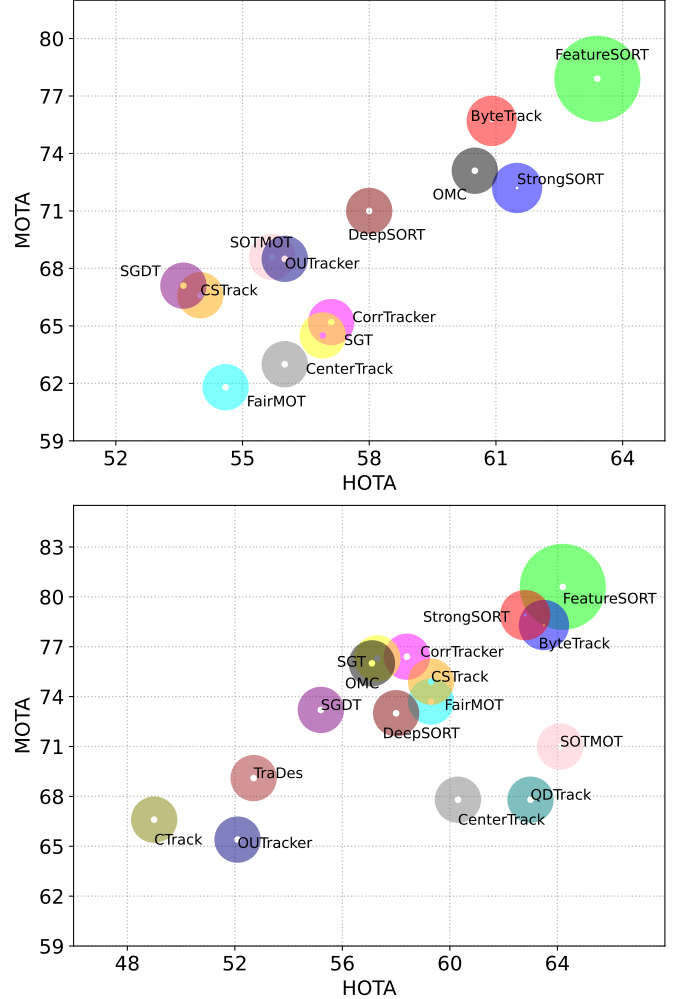 80
FeatureSORT
77
ByteTrack
74
StrongSORT
OMC
MOTA
71
DeepSORT
SOTMOT
68
SGDT
OUTracker
CSTrack
65
CorrTracker
SGT
CenterTrack
62
FairMOT
59
52 55 58 61 64
HOTA
83
80
FeatureSORT
StrongSORT
77
ByteTrack
CorrTracker
SGT
CSTrack
OMC
74
SGDT
FairMOT
MOTA
DeepSORT
71
SOTMOT
TraDes
68
QDTrack
CenterTrack
CTrack
OUTracker
65
62
59
48 52 56 60 64
HOTA